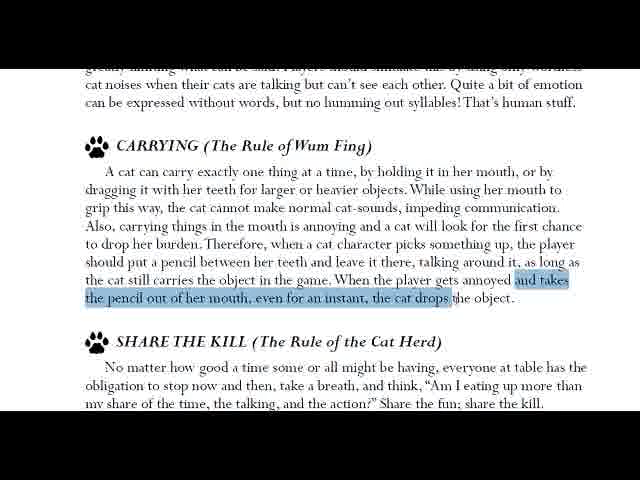 cat noises when their cats are talking but can't see each other. Quite a bit of emotion
can be expressed without words, but no humming out syllables! That's human stuff.
CARRYING (The Rule of Wum Fing)
A cat can carry exactly one thing at a time, by holding it in her mouth, or by
dragging it with her teeth for larger or heavier objects. While using her mouth to
grip this way, the cat cannot make normal cat-sounds, impeding communication.
Also, carrying things in the mouth is annoying and a cat will look for the first chance
to drop her burden. Therefore, when a cat character picks something up, the player
should put a pencil between her teeth and leave it there, talking around it, as long as
the cat still carries the object in the game. When the player gets annoyed and takes
the pencil out of her mouth, even for an instant, the cat drops the object.
SHARE THE KILL (The Rule of the Cat Herd)
No matter how good a time some or all might be having, everyone at table has the
obligation to stop now and then, take a breath, and think, “Am I eating up more than
my share of the time, the talking, and the action?” Share the fun; share the kill.